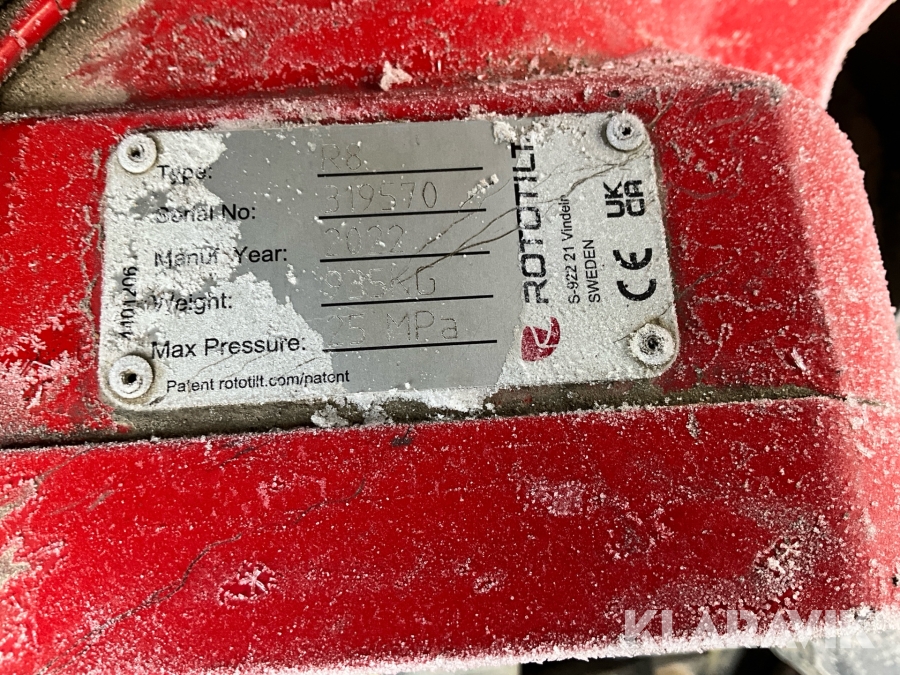 Type: R8
Serial No: 319570
Manuf. Year: 2022
Weight: 935KG
Max Pressure: 25 MPa
Patent rototilt.com/patent
ROTOTILT
S-922 21 Vindeln
SWEDEN
UK CA
CE
KLARAVIK